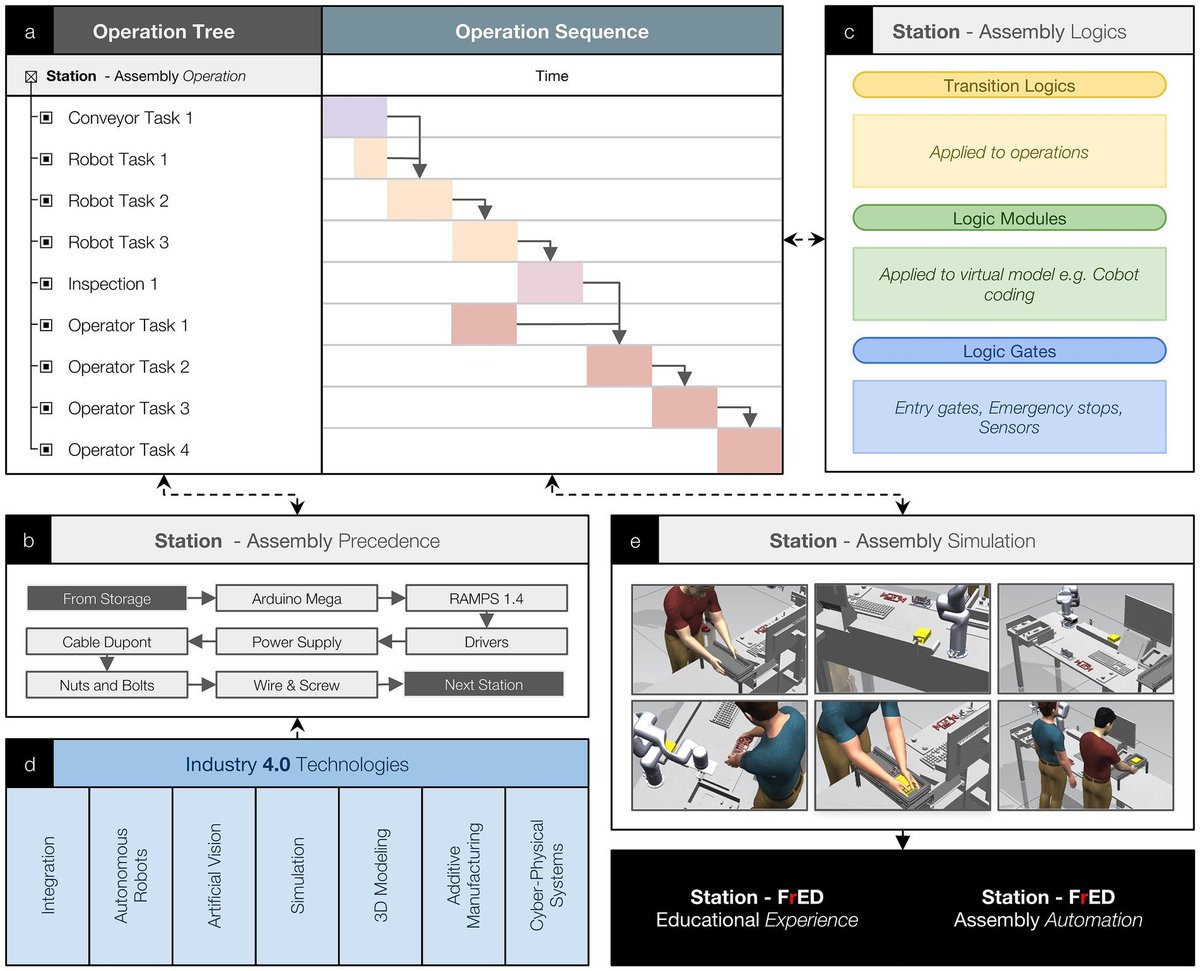 a
Operation Tree
Operation Sequence
Station - Assembly Operation
Time
Conveyor Task 1
Robot Task 1
Robot Task 2
Robot Task 3
Inspection 1
Operator Task 1
Operator Task 2
Operator Task 3
Operator Task 4
c
Station - Assembly Logics
Transition Logics
Applied to operations
Logic Modules
Applied to virtual model e.g. Cobot
coding
Logic Gates
Entry gates, Emergency stops,
Sensors
b
Station - Assembly Precedence
From Storage
Arduino Mega
RAMPS 1.4
Cable Dupont
Power Supply
Drivers
Nuts and Bolts
Wire & Screw
Next Station
d
Industry 4.0 Technologies
Integration
Autonomous
Robots
Artificial Vision
Simulation
3D Modeling
Additive
Manufacturing
Cyber-Physical
Systems
e
Station - Assembly Simulation
Station - FrED
Educational Experience
Station - FrED
Assembly Automation